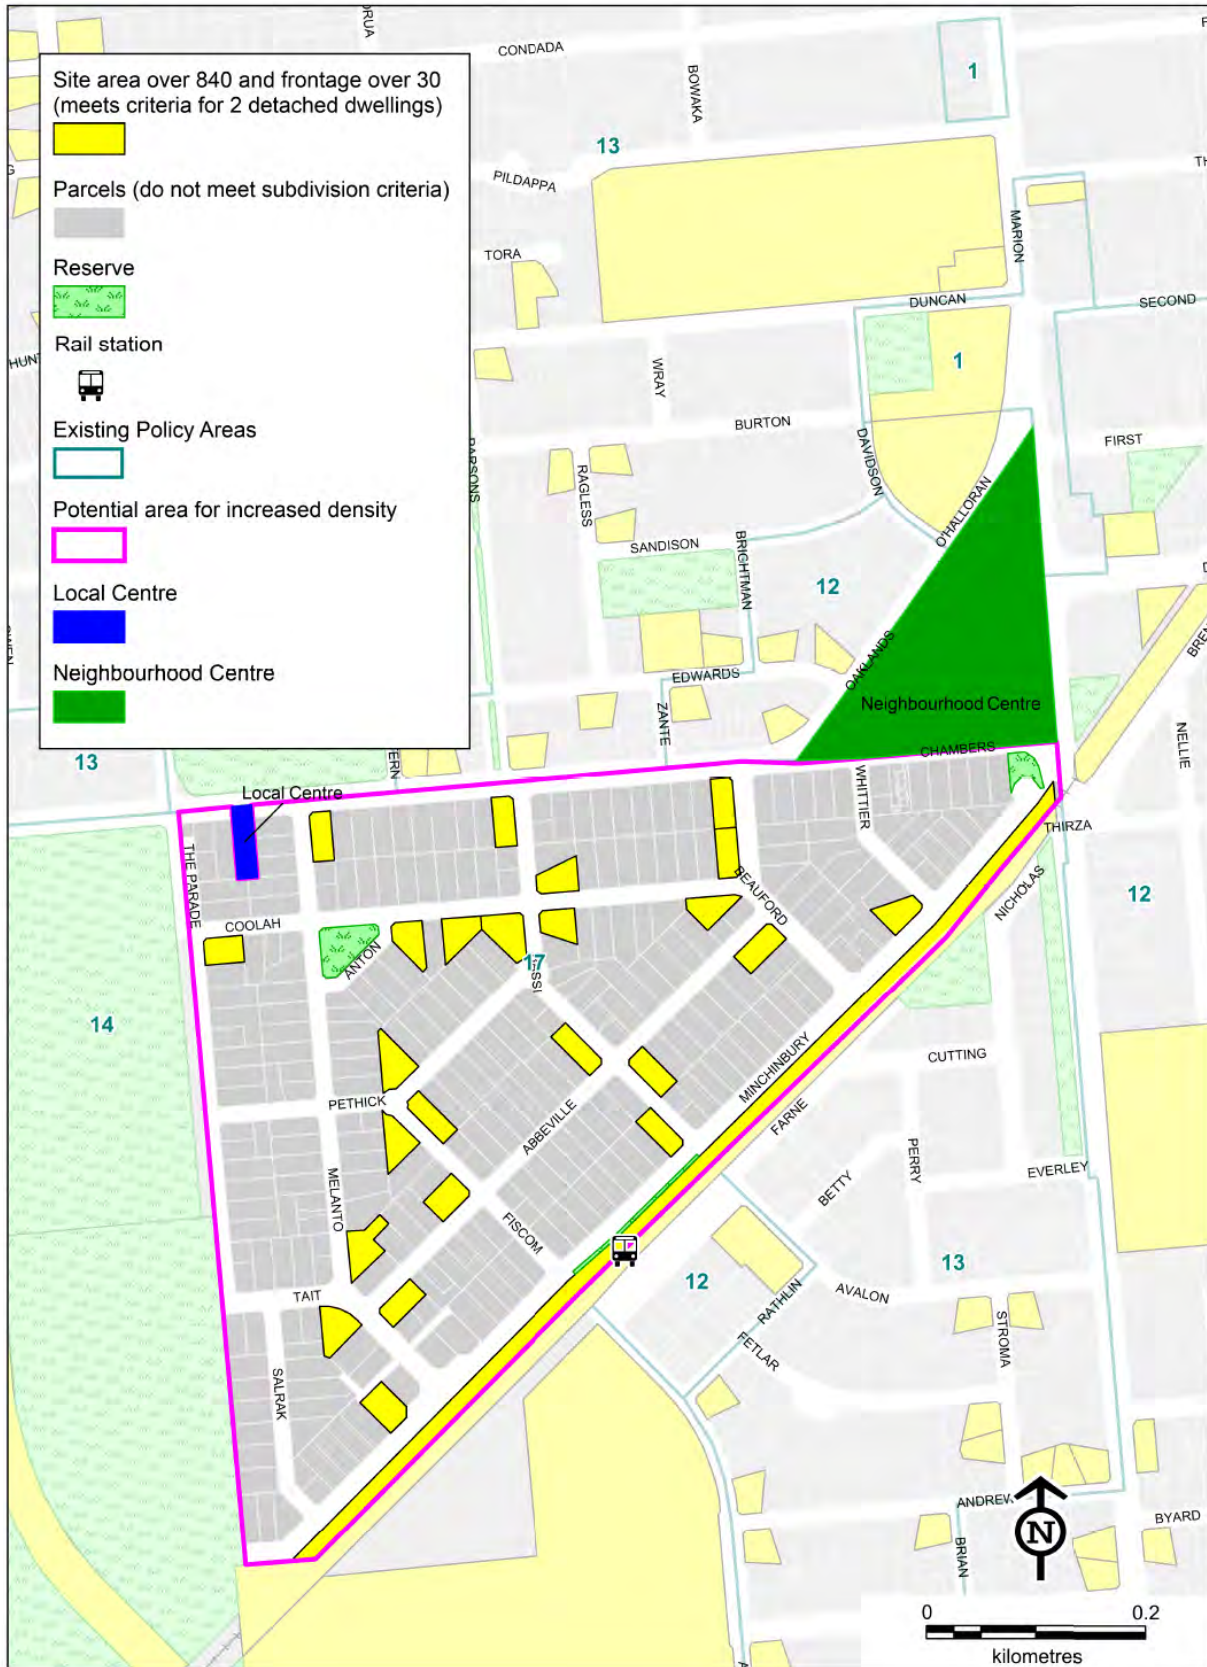 CONDADA
BOWAKA
1
13
Site area over 840 and frontage over 30
(meets criteria for 2 detached dwellings)
Parcels (do not meet subdivision criteria)
Reserve
Rail station
Existing Policy Areas
Potential area for increased density
Local Centre
Neighbourhood Centre
PILDAPPA
TORA
MARION
DUNCAN
SECOND
HUNT
WRAY
1
BURTON
FIRST
PARSONS
RAGLESS
DAVIDSON
O'HALLORAN
SANDISON
BRIGHTMAN
12
OAKLANDS
EDWARDS
Neighbourhood Centre
ZANTE
NELLIE
13
CHAMBERS
Local Centre
WHITTIER
THIRZA
THE PARADE
COOLAH
BEAUFORD
NICHOLAS
12
ANTON
17
14
MINCHINBURY
CUTTING
PETHICK
ABBEVILLE
FARNE
PERRY
BETTY
EVERLEY
MELANTO
FISCOM
12
13
TAIT
RATHLIN
AVALON
FETLAR
STROMA
SALRAK
ANDREW
BYARD
BRIAN
N
0 0.2
kilometres